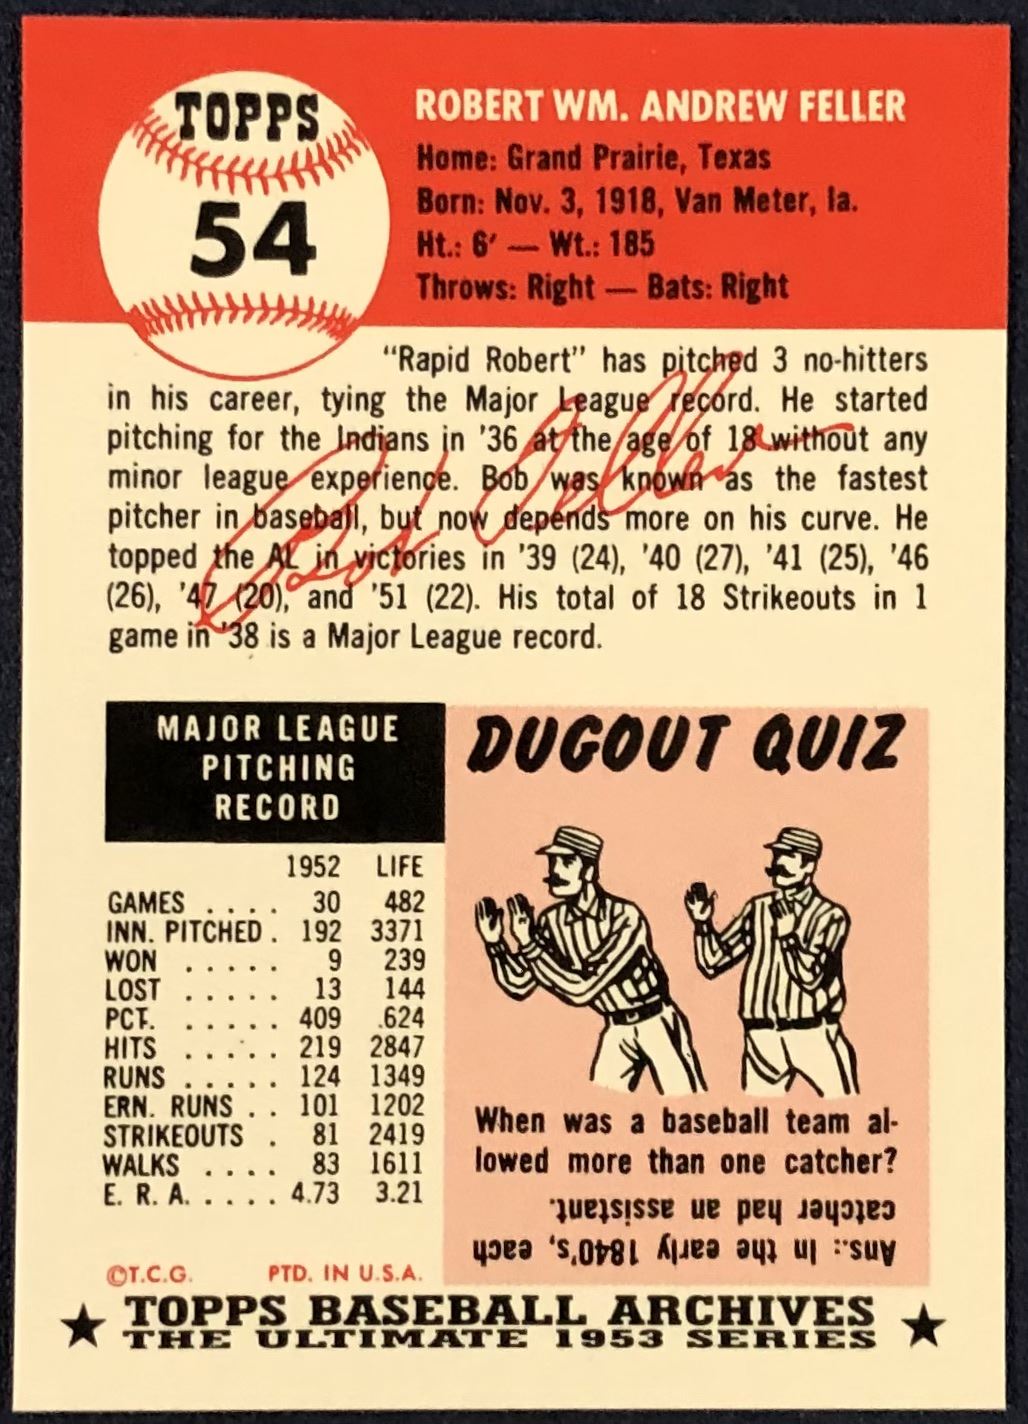 TOPPS
54
ROBERT WM. ANDREW FELLER
Home: Grand Prairie, Texas
Born: Nov. 3, 1918, Van Meter, Ia.
Ht.: 6' — Wt.: 185
Throws: Right — Bats: Right
"Rapid Robert" has pitched 3 no-hitters
in his career, tying the Major League record. He started
pitching for the Indians in '36 at the age of 18 without any
minor league experience. Bob was known as the fastest
pitcher in baseball, but now depends more on his curve. He
topped the AL in victories in '39 (24), '40 (27), '41 (25), '46
(26), '47 (20), and '51 (22). His total of 18 Strikeouts in 1
game in '38 is a Major League record.
Bob Feller
MAJOR LEAGUE
PITCHING
RECORD
1952 LIFE
GAMES .... 30 482
INN. PITCHED . 192 3371
WON ..... 9 239
LOST ..... 13 144
PCT. ..... 409 .624
HITS ..... 219 2847
RUNS ..... 124 1349
ERN. RUNS .. 101 1202
STRIKEOUTS . 81 2419
WALKS .... 83 1611
E. R. A. .... 4.73 3.21
DUGOUT QUIZ
When was a baseball team al-
lowed more than one catcher?
Ans.: In the early 1840's, each
catcher had an assistant.
©T.C.G. PTD. IN U.S.A.
★ TOPPS BASEBALL ARCHIVES ★
THE ULTIMATE 1953 SERIES